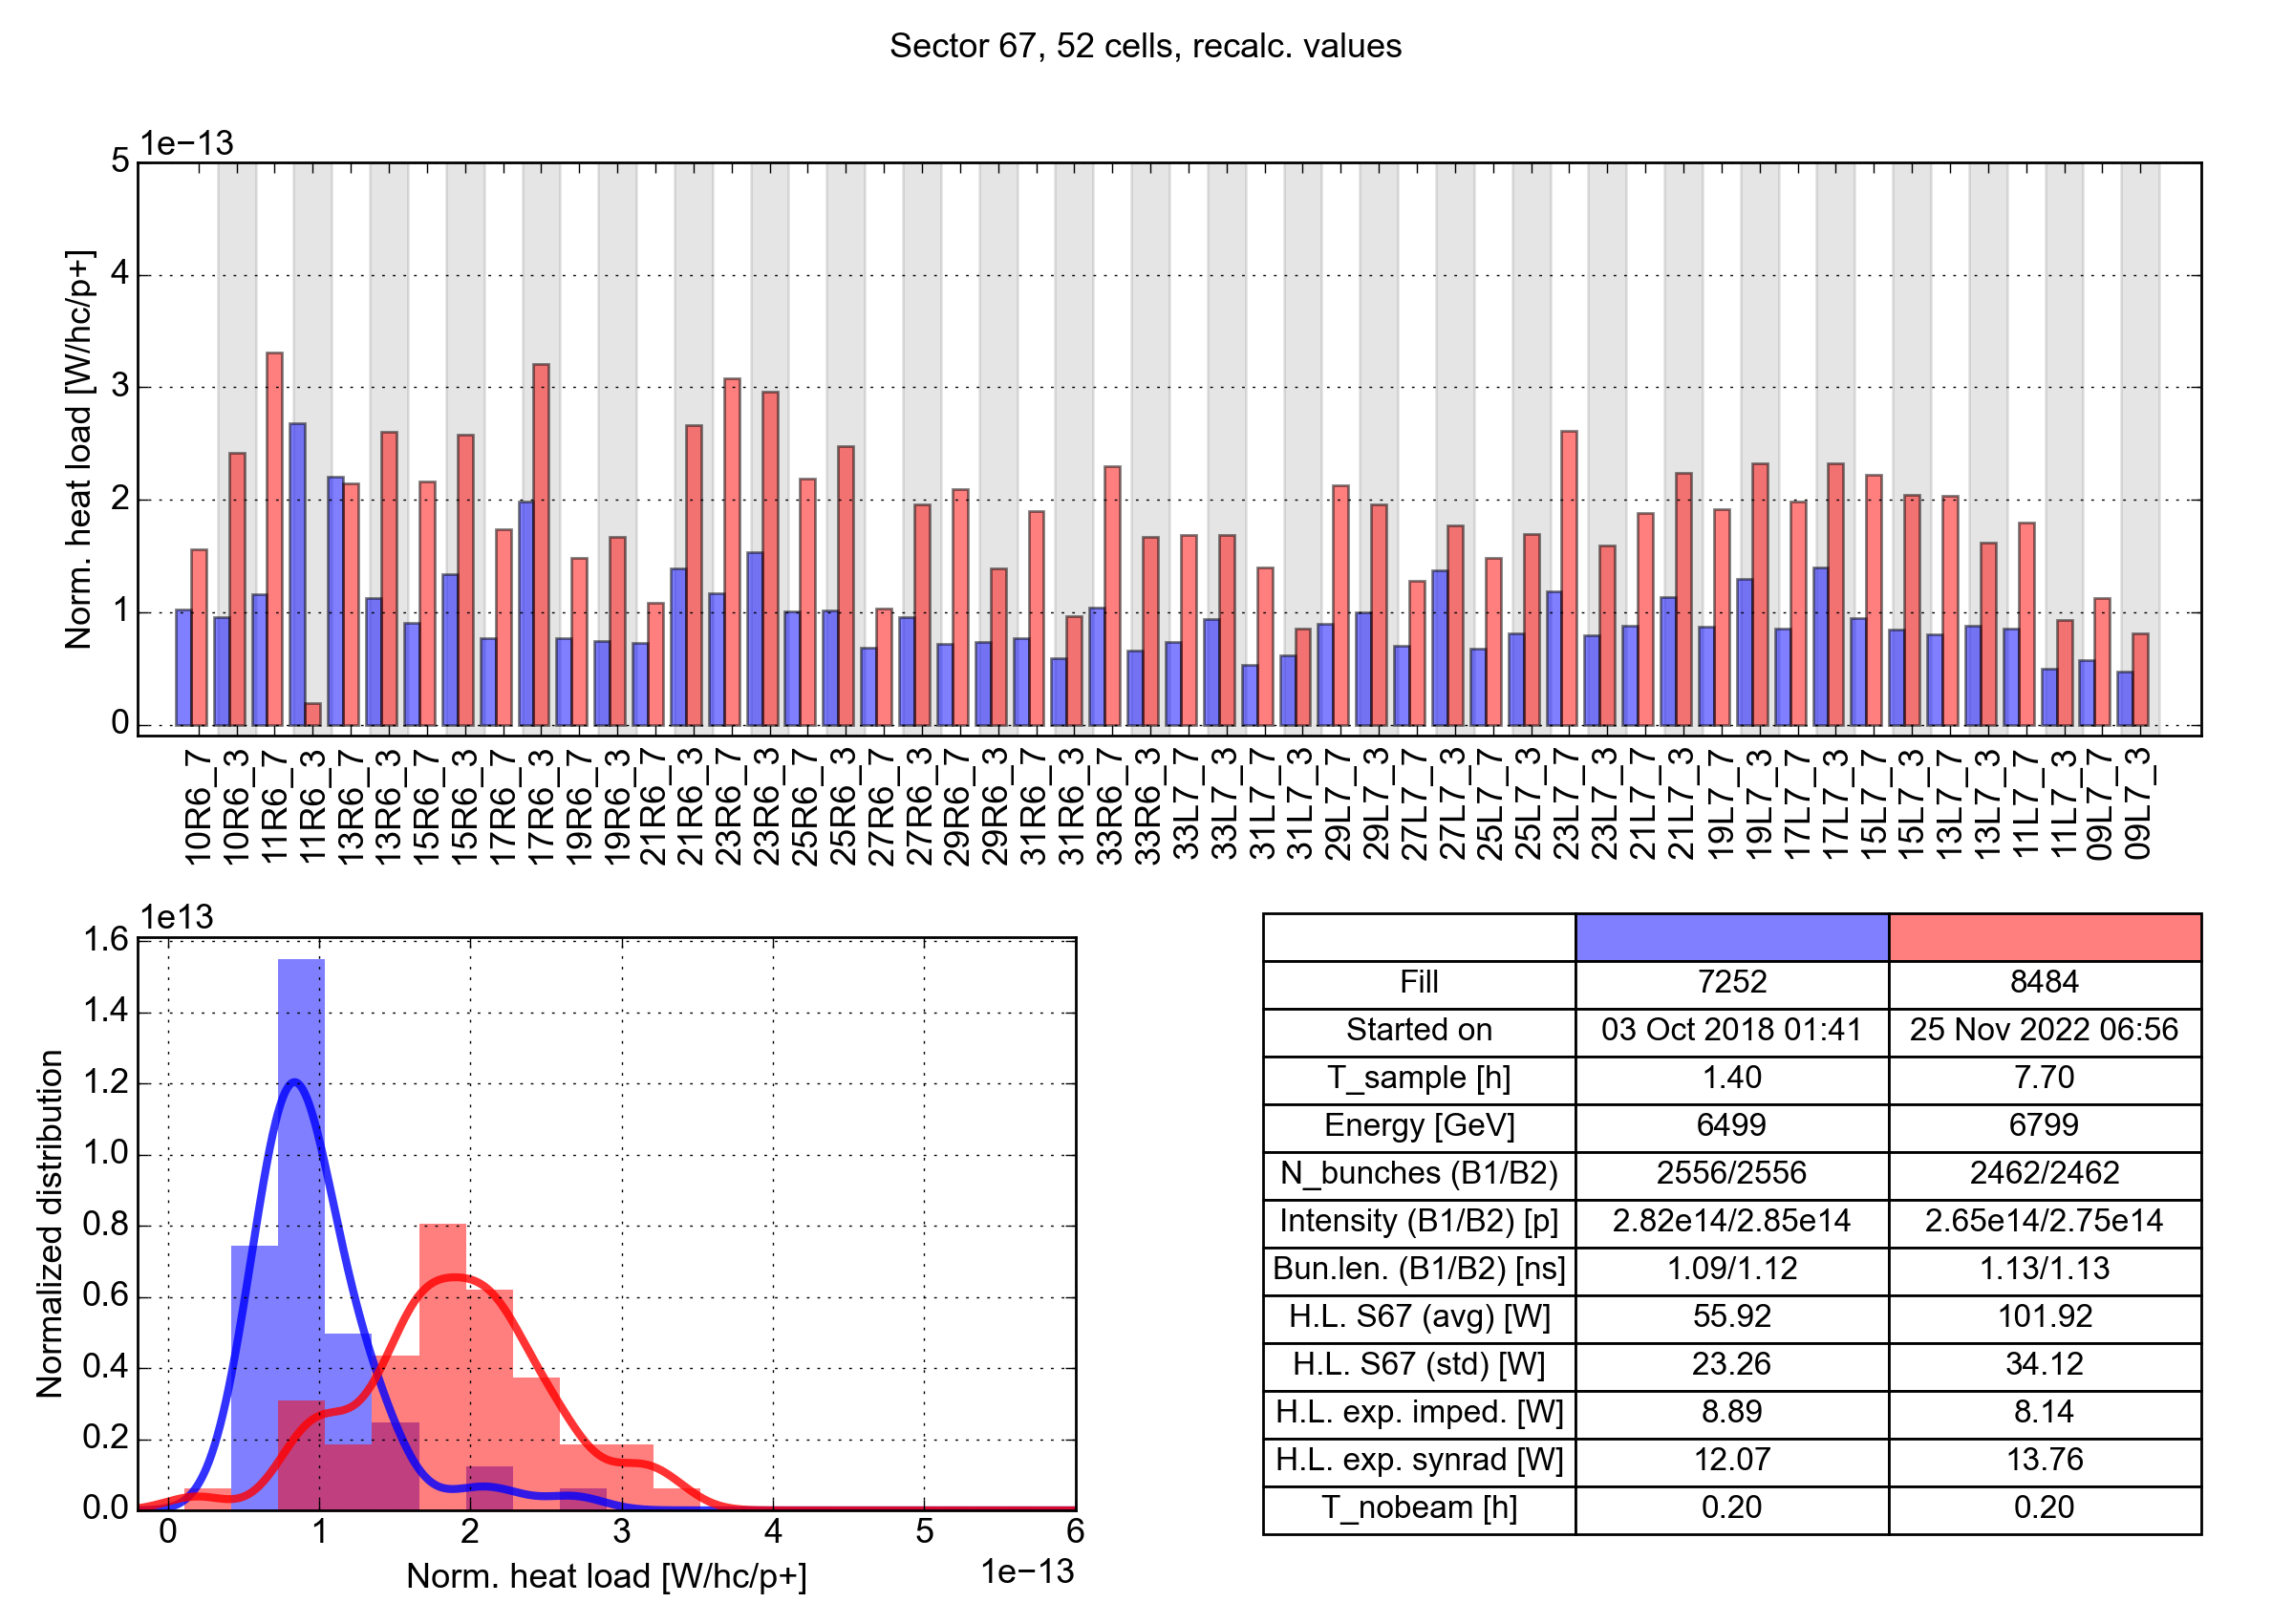 Sector 67, 52 cells, recalc. values
1e−13
5
4
3
2
1
0
Norm. heat load [W/hc/p+]
10R6_7
10R6_3
11R6_7
11R6_3
13R6_7
13R6_3
15R6_7
15R6_3
17R6_7
17R6_3
19R6_7
19R6_3
21R6_7
21R6_3
23R6_7
23R6_3
25R6_7
25R6_3
27R6_7
27R6_3
29R6_7
29R6_3
31R6_7
31R6_3
33R6_7
33R6_3
33L7_7
33L7_3
31L7_7
31L7_3
29L7_7
29L7_3
27L7_7
27L7_3
25L7_7
25L7_3
23L7_7
23L7_3
21L7_7
21L7_3
19L7_7
19L7_3
17L7_7
17L7_3
15L7_7
15L7_3
13L7_7
13L7_3
11L7_7
11L7_3
09L7_7
09L7_3
1e13
1.6
1.4
1.2
1.0
0.8
0.6
0.4
0.2
0.0
Normalized distribution
0 1 2 3 4 5 6
Norm. heat load [W/hc/p+]
1e−13
Fill 7252 8484
Started on 03 Oct 2018 01:41 25 Nov 2022 06:56
T_sample [h] 1.40 7.70
Energy [GeV] 6499 6799
N_bunches (B1/B2) 2556/2556 2462/2462
Intensity (B1/B2) [p] 2.82e14/2.85e14 2.65e14/2.75e14
Bun.len. (B1/B2) [ns] 1.09/1.12 1.13/1.13
H.L. S67 (avg) [W] 55.92 101.92
H.L. S67 (std) [W] 23.26 34.12
H.L. exp. imped. [W] 8.89 8.14
H.L. exp. synrad [W] 12.07 13.76
T_nobeam [h] 0.20 0.20